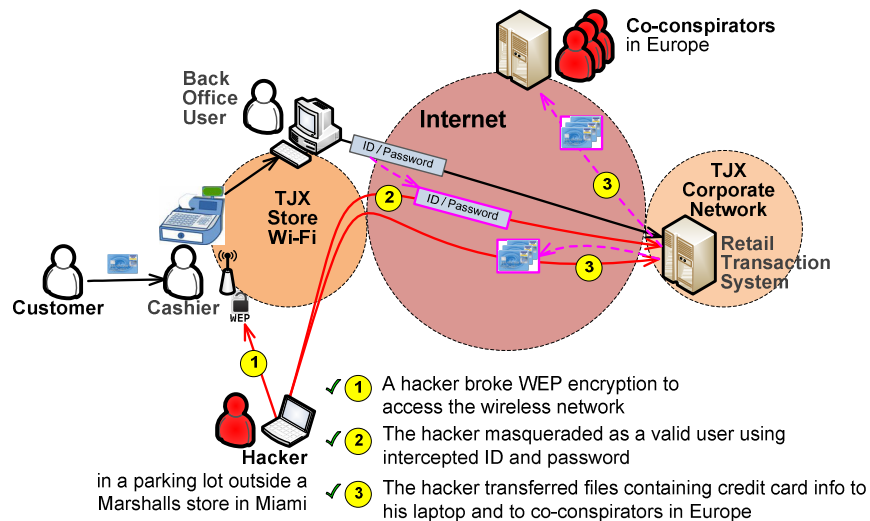 Co-conspirators
in Europe
Back
Office
User
Internet
ID / Password
TJX
Store
Wi-Fi
2
ID / Password
3
TJX
Corporate
Network
Retail
Transaction
System
3
Customer
Cashier
WEP
1
Hacker
in a parking lot outside a
Marshalls store in Miami
1 A hacker broke WEP encryption to
access the wireless network
2 The hacker masqueraded as a valid user using
intercepted ID and password
3 The hacker transferred files containing credit card info to
his laptop and to co-conspirators in Europe